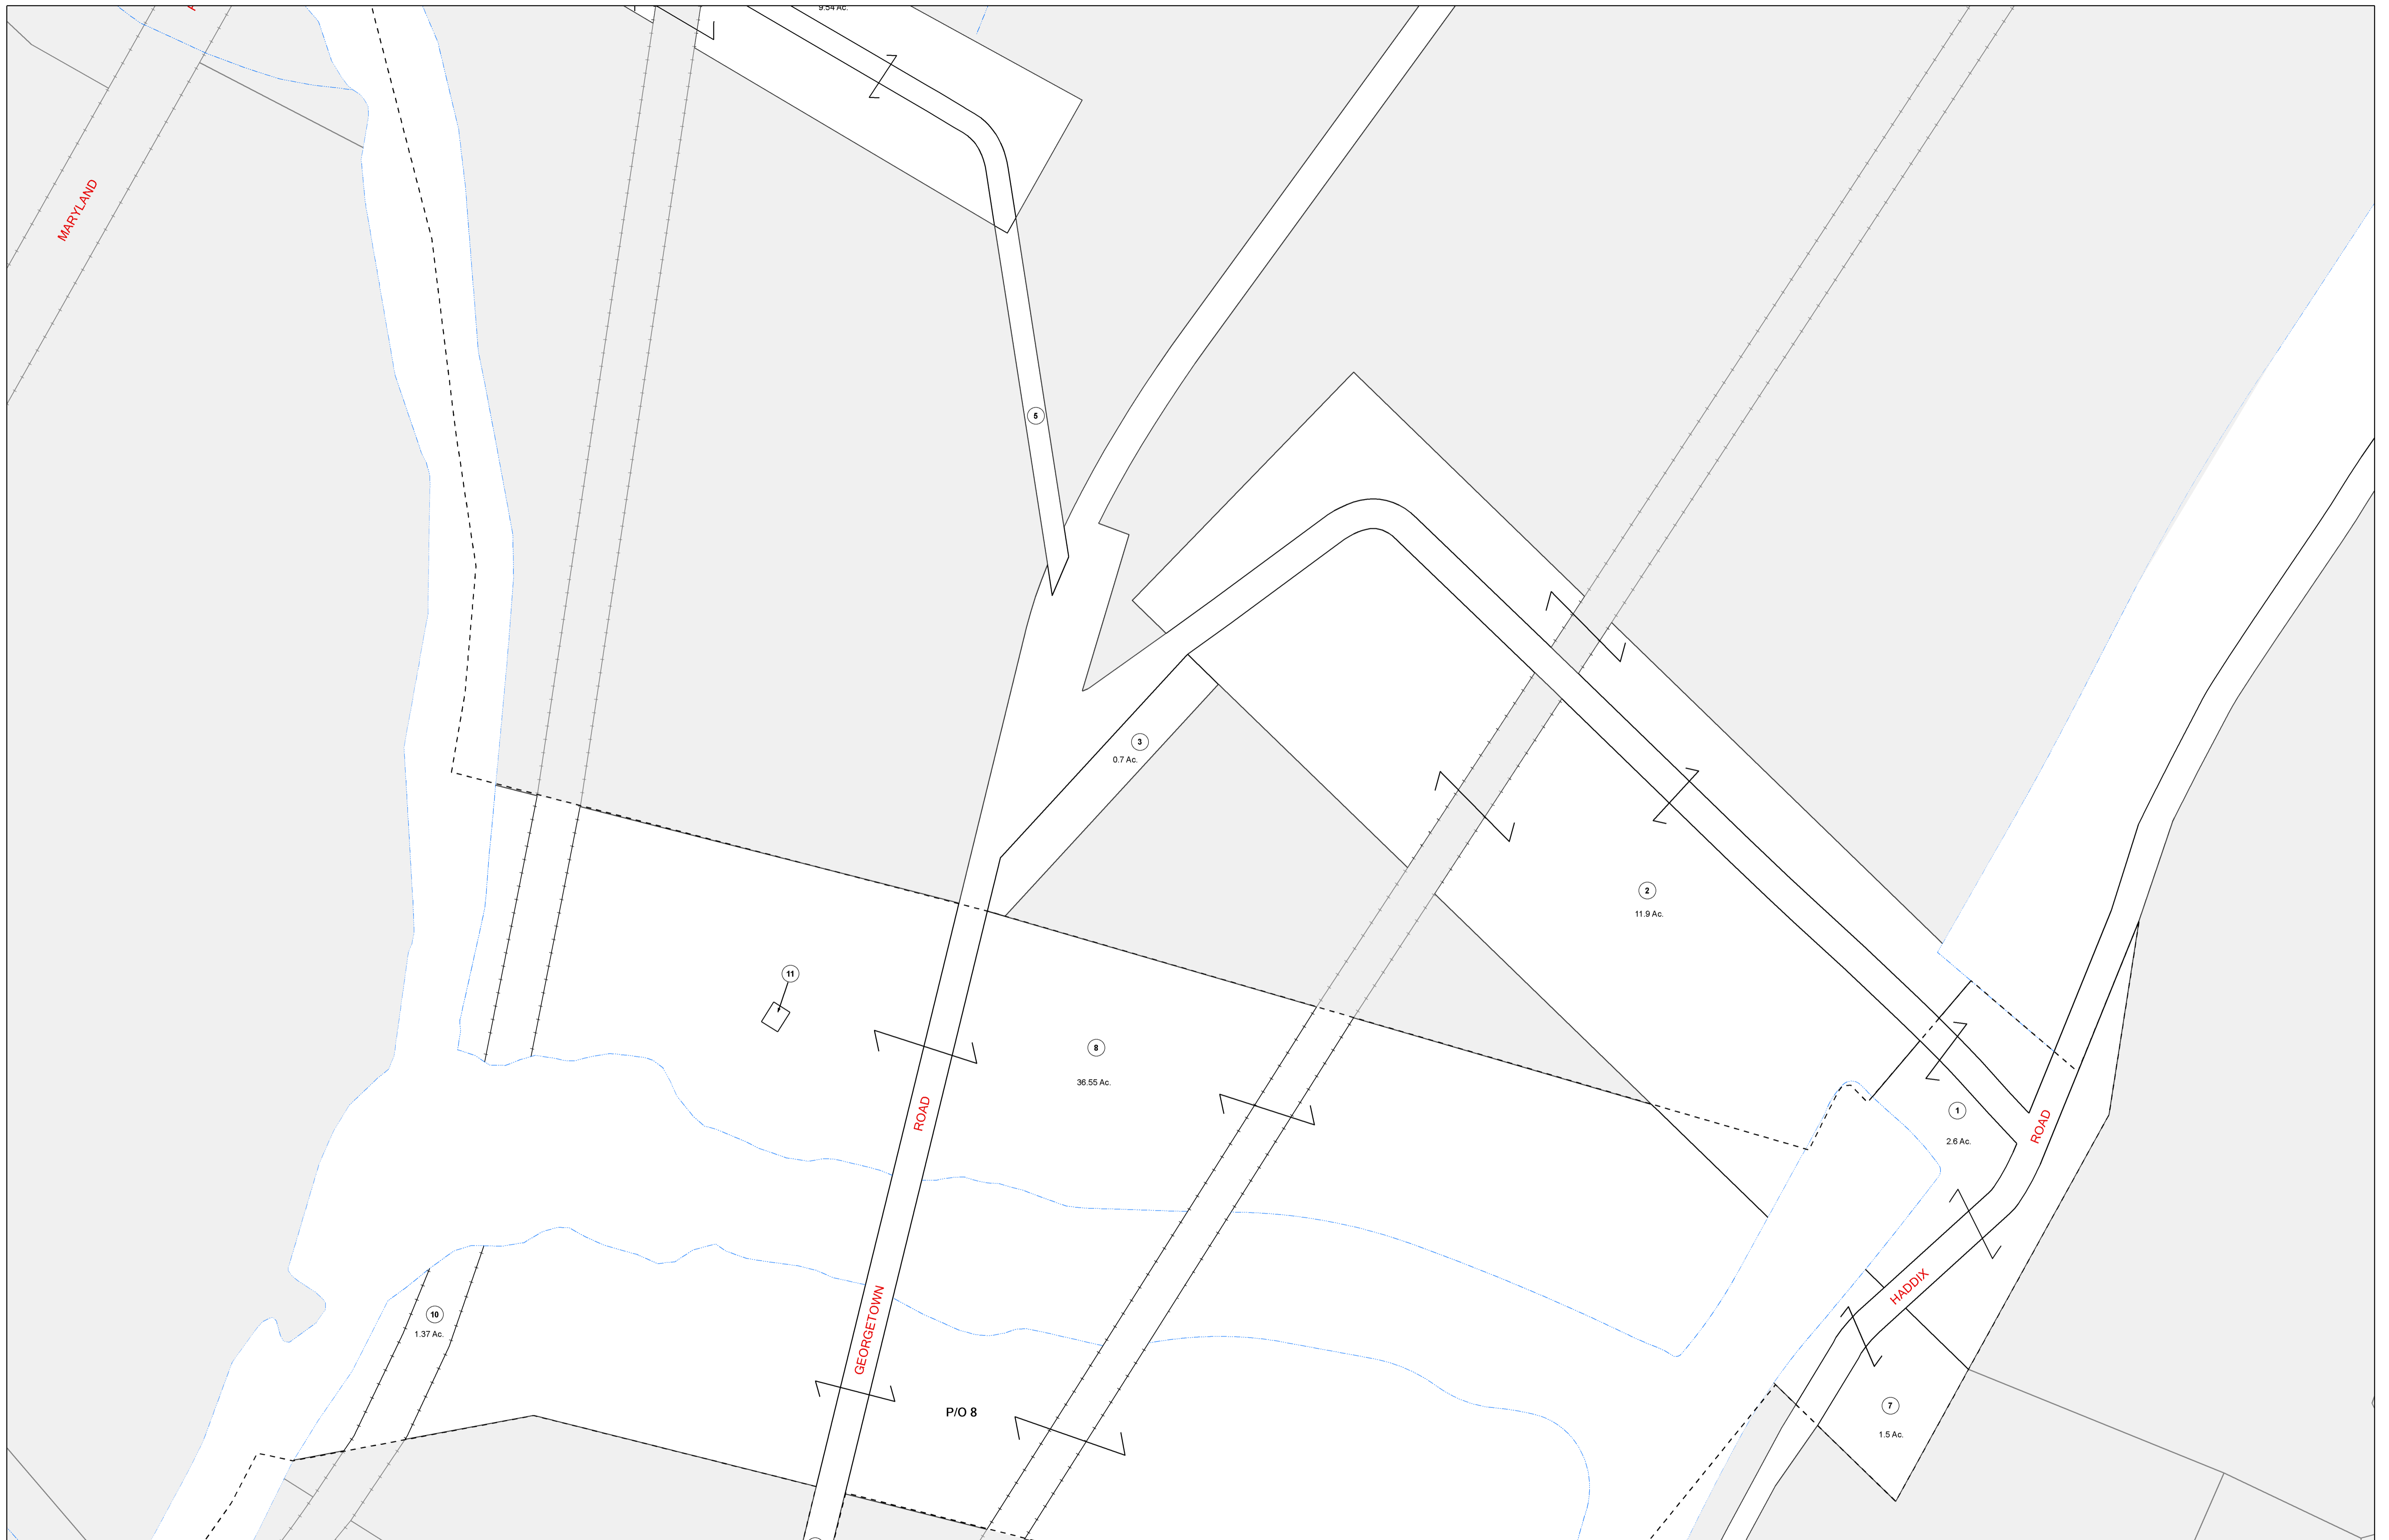 9.54 Ac.
MARYLAND
5
3
0.7 Ac.
2
11.9 Ac.
11
8
36.55 Ac.
ROAD
1
2.6 Ac.
ROAD
HADDIX
10
1.37 Ac.
GEORGETOWN
P/O 8
7
1.5 Ac.